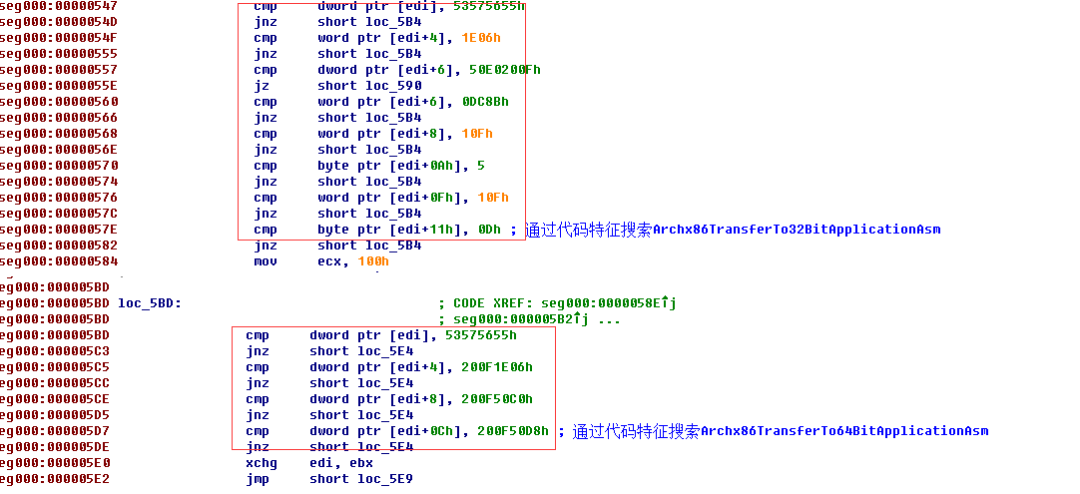 seg000:00000547 cmp dword ptr [edi], 53575655h
seg000:0000054D jnz short loc_5B4
seg000:0000054F cmp word ptr [edi+4], 1E06h
seg000:00000555 jnz short loc_5B4
seg000:00000557 cmp dword ptr [edi+6], 50E0200Fh
seg000:0000055E jz short loc_590
seg000:00000560 cmp word ptr [edi+6], 0DC8Bh
seg000:00000566 jnz short loc_5B4
seg000:00000568 cmp word ptr [edi+8], 10Fh
seg000:0000056E jnz short loc_5B4
seg000:00000570 cmp byte ptr [edi+0Ah], 5
seg000:00000574 jnz short loc_5B4
seg000:00000576 cmp word ptr [edi+0Fh], 10Fh
seg000:0000057C jnz short loc_5B4
seg000:0000057E cmp byte ptr [edi+11h], 0Dh ; 通过代码特征搜索Archx86TransferTo32BitApplicationAsm
seg000:00000582 jnz short loc_5B4
seg000:00000584 mov ecx, 100h
eg000:000005BD
eg000:000005BD loc_5BD: ; CODE XREF: seg000:0000058E↑j
eg000:000005BD ; seg000:000005B2↑j ...
eg000:000005BD cmp dword ptr [edi], 53575655h
eg000:000005C3 jnz short loc_5E4
eg000:000005C5 cmp dword ptr [edi+4], 200F1E06h
eg000:000005CC jnz short loc_5E4
eg000:000005CE cmp dword ptr [edi+8], 200F50C0h
eg000:000005D5 jnz short loc_5E4
eg000:000005D7 cmp dword ptr [edi+0Ch], 200F50D8h ; 通过代码特征搜索Archx86TransferTo64BitApplicationAsm
eg000:000005DE jnz short loc_5E4
eg000:000005E0 xchg edi, ebx
eg000:000005E2 jmp short loc_5E9